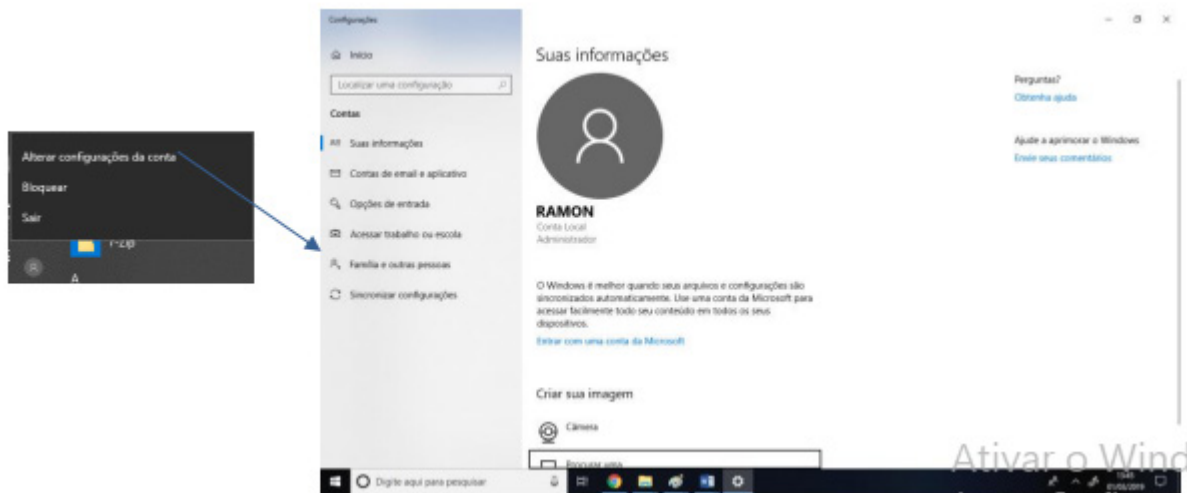 Alterar configurações da conta
Bloquear
Sair
7-Zip
A
Configurações
Início
Localizar uma configuração
Contas
Suas informações
Contas de email e aplicativo
Opções de entrada
Acessar trabalho ou escola
Família e outras pessoas
Sincronizar configurações
Suas informações
RAMON
Conta Local
Administrador
O Windows é melhor quando seus arquivos e configurações são
sincronizados automaticamente. Use uma conta da Microsoft para
acessar facilmente todo seu conteúdo em todos os seus
dispositivos.
Entrar com uma conta da Microsoft
Criar sua imagem
Câmera
Procurar uma
Perguntas?
Obtenha ajuda
Ajude a aprimorar o Windows
Envie seus comentários
Ativar o Wind
Digite aqui para pesquisar